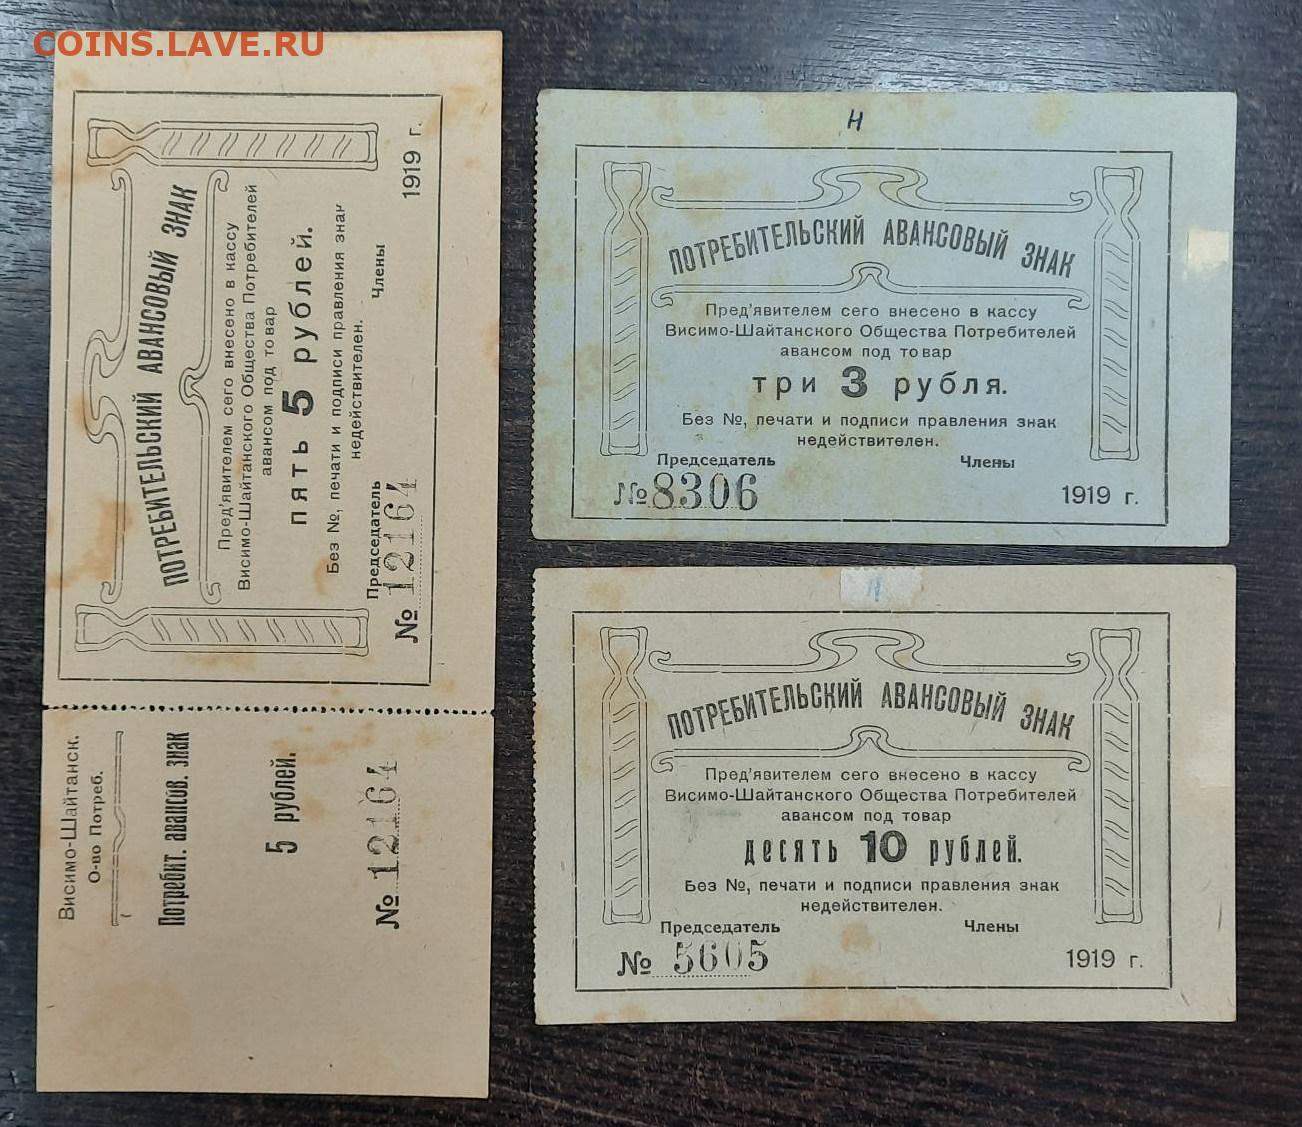 COINS.LAVE.RU
ПОТРЕБИТЕЛЬСКИЙ АВАНСОВЫЙ ЗНАК
Пред'явителем сего внесено в кассу
Висимо-Шайтанского Общества Потребителей
авансом под товар
пять 5 рублей.
Без №, печати и подписи правления знак
недействителен.
Председатель Члены
№ 12164 1919 г.
Висимо-Шайтанск.
О-во Потреб.
Потребит. авансов. знак
5 рублей.
№ 12164
Н
ПОТРЕБИТЕЛЬСКИЙ АВАНСОВЫЙ ЗНАК
Пред'явителем сего внесено в кассу
Висимо-Шайтанского Общества Потребителей
авансом под товар
три 3 рубля.
Без №, печати и подписи правления знак
недействителен.
Председатель Члены
№ 8306 1919 г.
Н
ПОТРЕБИТЕЛЬСКИЙ АВАНСОВЫЙ ЗНАК
Пред'явителем сего внесено в кассу
Висимо-Шайтанского Общества Потребителей
авансом под товар
десять 10 рублей.
Без №, печати и подписи правления знак
недействителен.
Председатель Члены
№ 5605 1919 г.